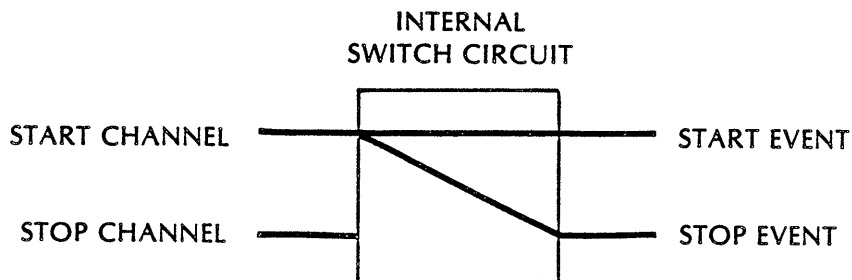 INTERNAL
SWITCH CIRCUIT
START CHANNEL
START EVENT
STOP CHANNEL
STOP EVENT